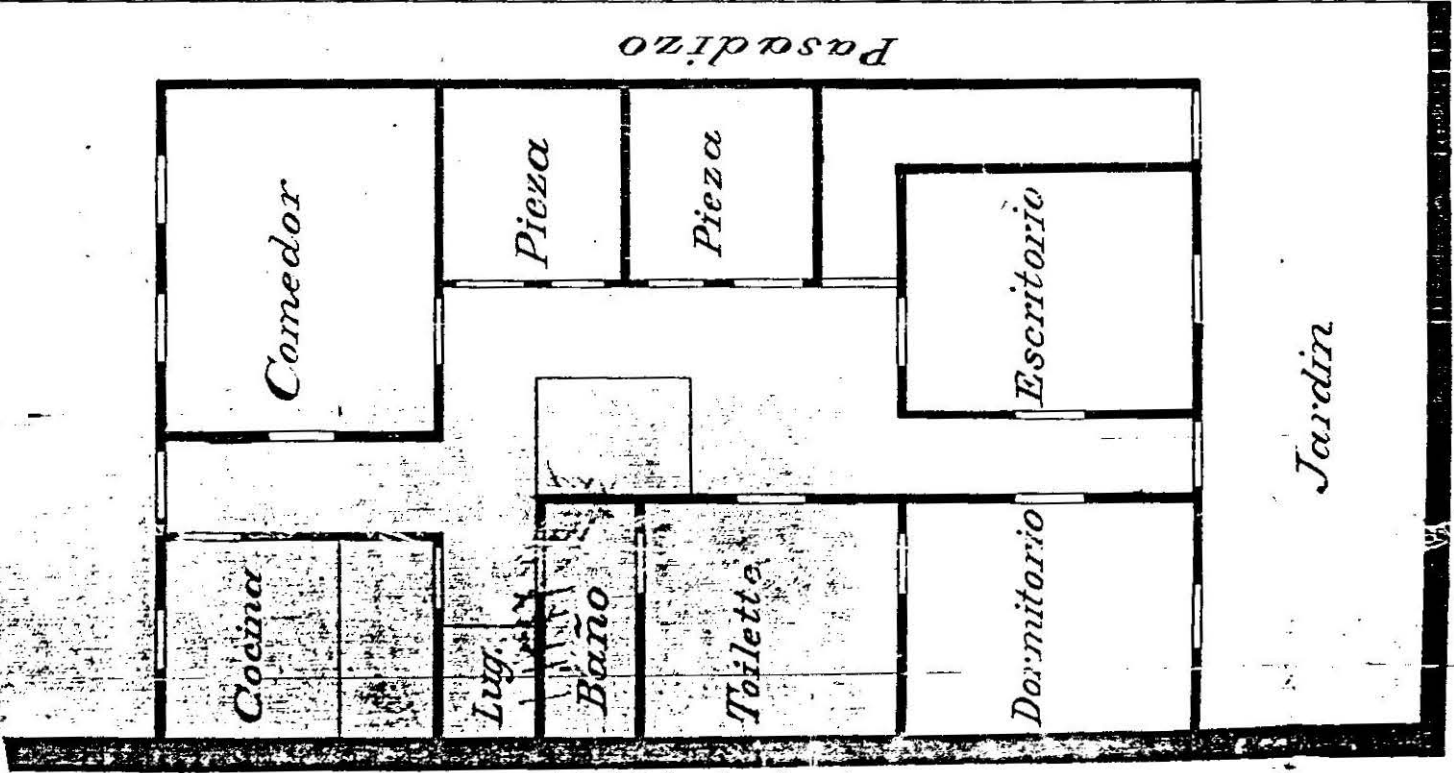 Pasadizo
Comedor
Pieza
Pieza
Escritorio
Jardin
Cocina
Lug.
Baño
Toilette
Dormitorio